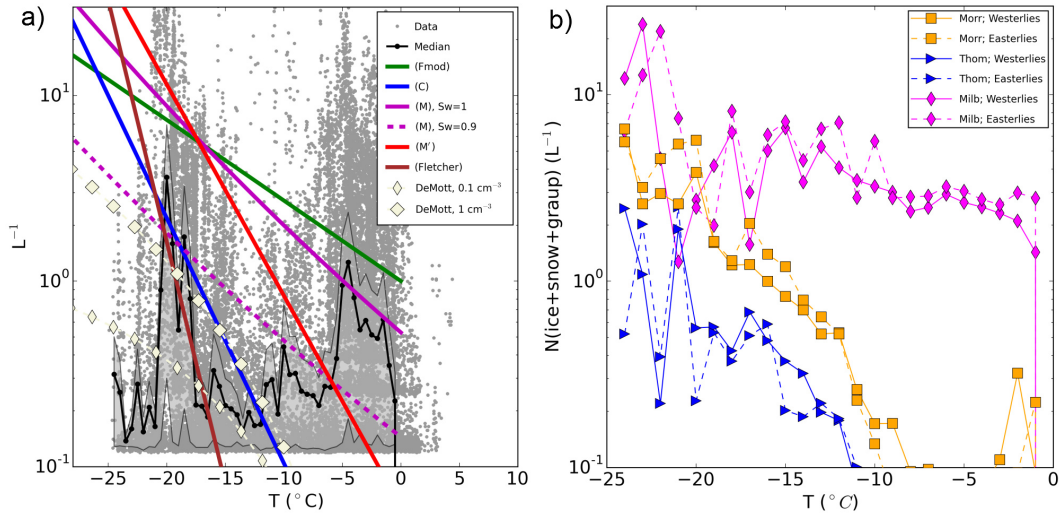 a)
b)
Data
Median
(Fmod)
(C)
(M), Sw=1
(M), Sw=0.9
(M′)
(Fletcher)
DeMott, 0.1 cm⁻³
DeMott, 1 cm⁻³
L⁻¹
10¹
10⁰
10⁻¹
−25 −20 −15 −10 −5 0 5 10
T (°C)
Morr; Westerlies
Morr; Easterlies
Thom; Westerlies
Thom; Easterlies
Milb; Westerlies
Milb; Easterlies
N(ice+snow+graup) (L⁻¹)
10¹
10⁰
10⁻¹
−25 −20 −15 −10 −5 0
T (°C)